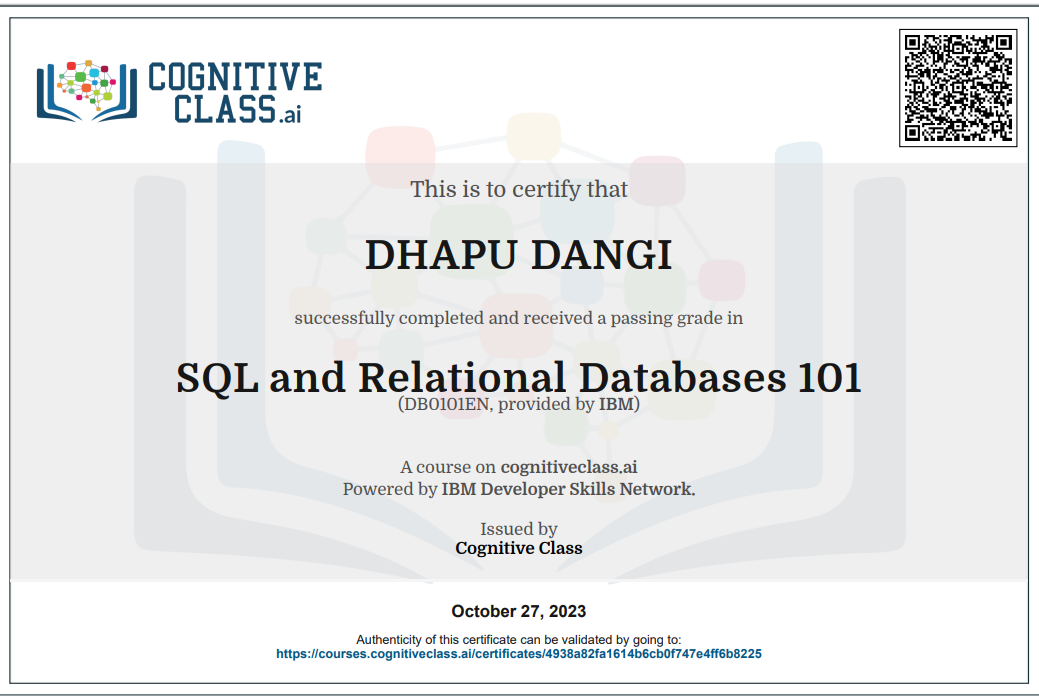 COGNITIVE
CLASS.ai
This is to certify that
DHAPU DANGI
successfully completed and received a passing grade in
SQL and Relational Databases 101
(DB0101EN, provided by IBM)
A course on cognitiveclass.ai
Powered by IBM Developer Skills Network.
Issued by
Cognitive Class
October 27, 2023
Authenticity of this certificate can be validated by going to:
https://courses.cognitiveclass.ai/certificates/4938a82fa1614b6cb0f747e4ff6b8225